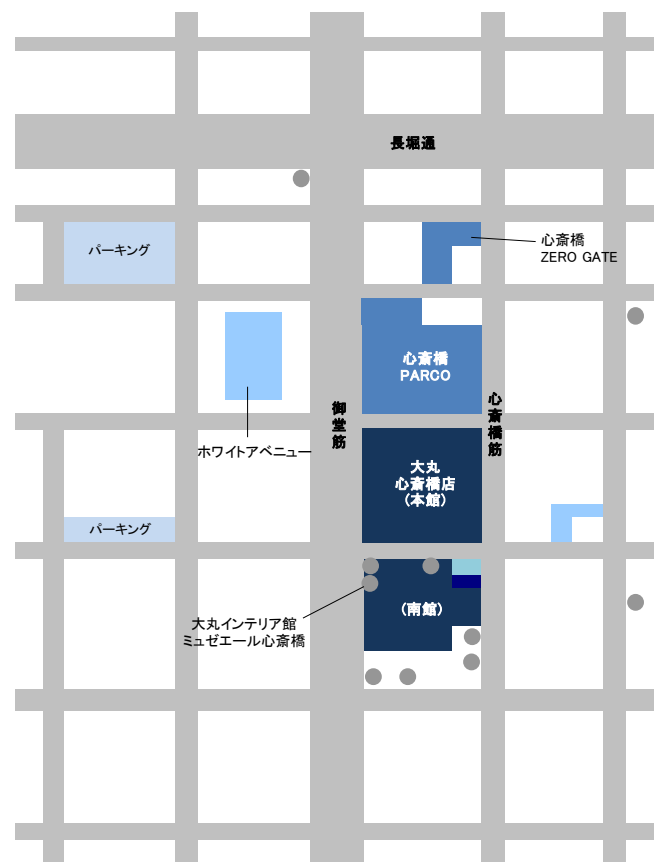 長堀通
パーキング
心斎橋
ZERO GATE
心斎橋
PARCO
御堂筋
心斎橋筋
ホワイトアベニュー
大丸
心斎橋店
(本館)
パーキング
(南館)
大丸インテリア館
ミュゼエール心斎橋